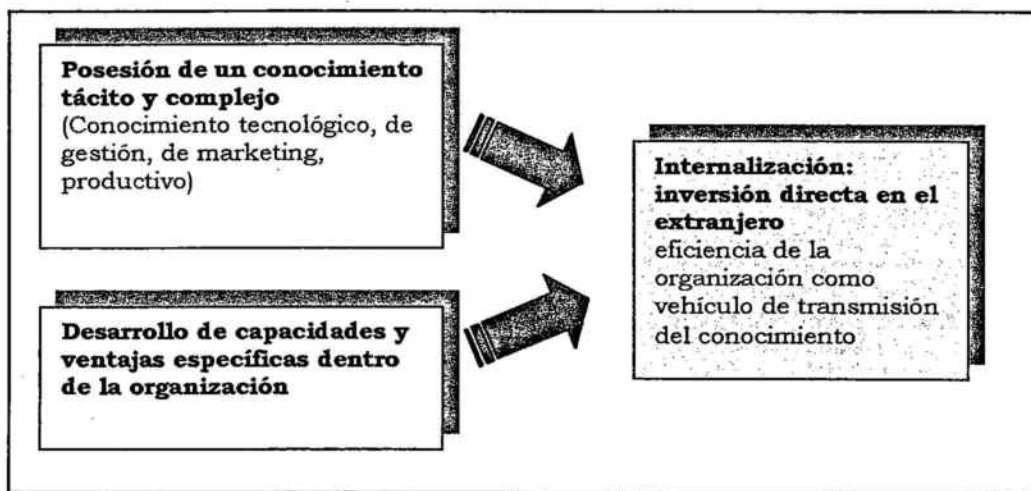 Posesión de un conocimiento
tácito y complejo
(Conocimiento tecnológico, de
gestión, de marketing,
productivo)
Desarrollo de capacidades y
ventajas específicas dentro
de la organización
Internalización:
inversión directa en el
extranjero
eficiencia de la
organización como
vehículo de transmisión
del conocimiento